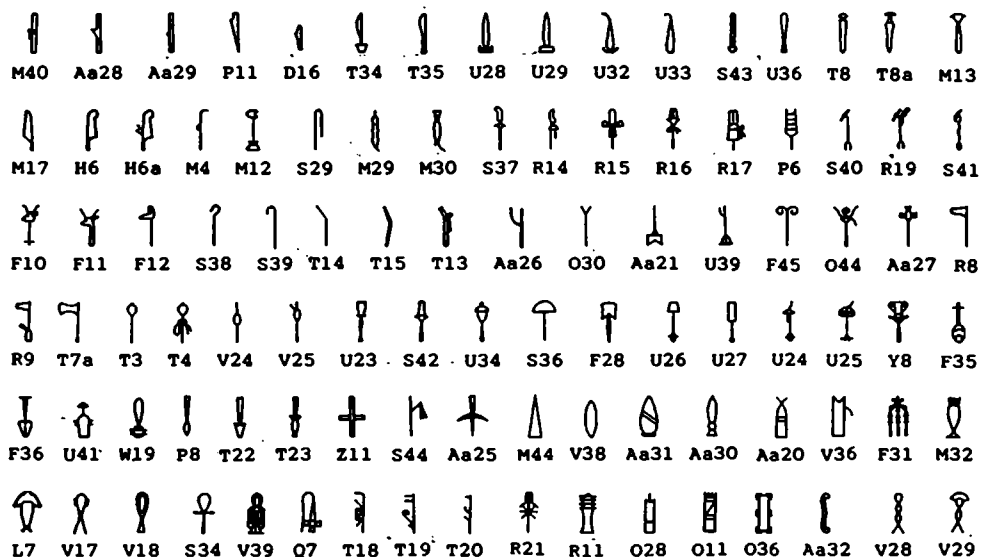 M40 Aa28 Aa29 P11 D16 T34 T35 U28 U29 U32 U33 S43 U36 T8 T8a M13
M17 H6 H6a M4 M12 S29 M29 M30 S37 R14 R15 R16 R17 P6 S40 R19 S41
F10 F11 F12 S38 S39 T14 T15 T13 Aa26 O30 Aa21 U39 F45 O44 Aa27 R8
R9 T7a T3 T4 V24 V25 U23 S42 U34 S36 F28 U26 U27 U24 U25 Y8 F35
F36 U41 W19 P8 T22 T23 Z11 S44 Aa25 M44 V38 Aa31 Aa30 Aa20 V36 F31 M32
L7 V17 V18 S34 V39 Q7 T18 T19 T20 R21 R11 O28 O11 O36 Aa32 V28 V29